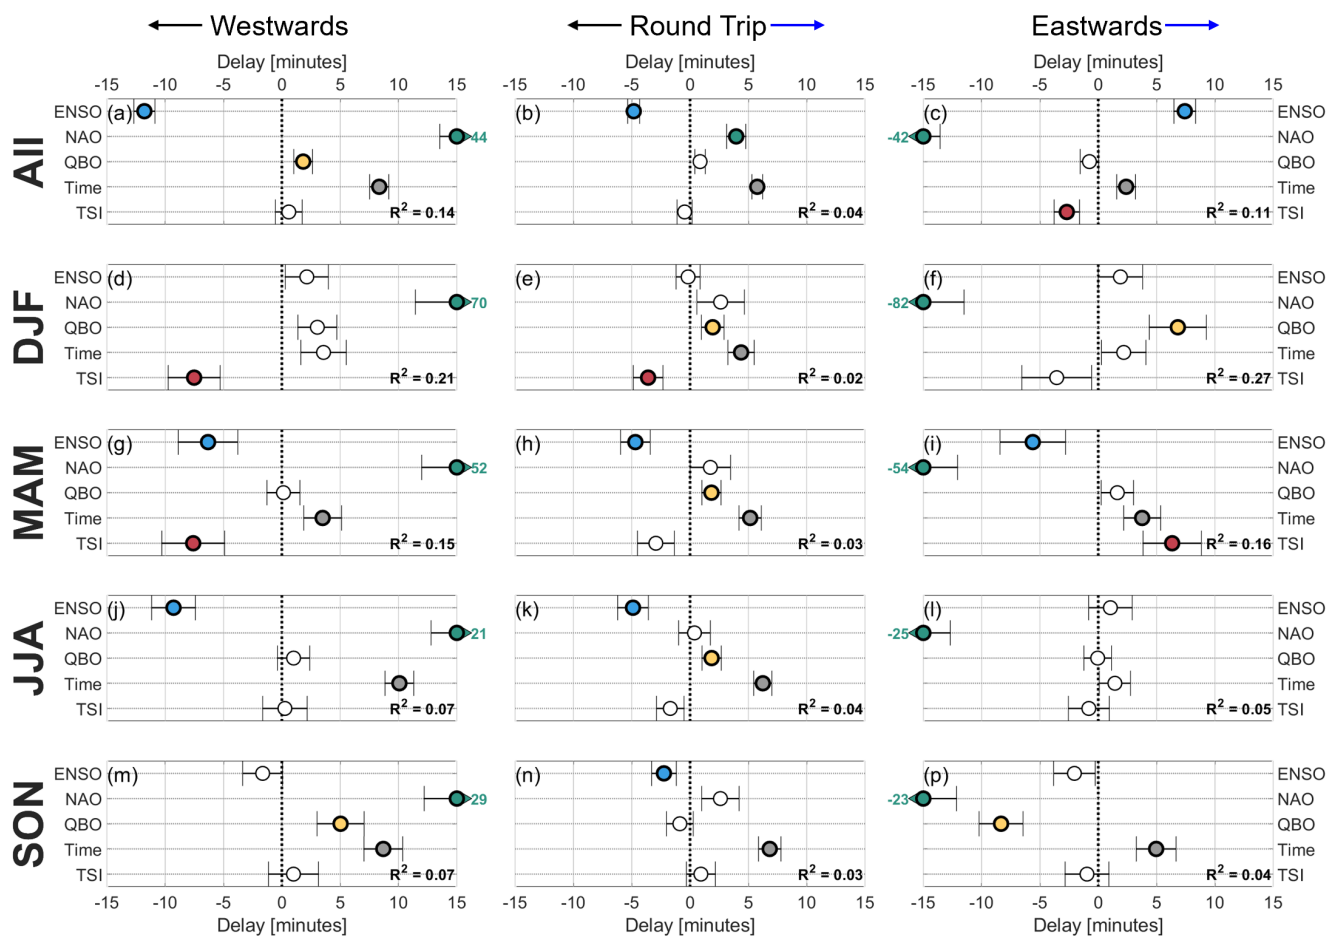 Westwards Round Trip Eastwards
Delay [minutes] Delay [minutes] Delay [minutes]
-15 -10 -5 0 5 10 15 -15 -10 -5 0 5 10 15 -15 -10 -5 0 5 10 15
All
ENSO (a) (b) (c) ENSO
NAO 44 -42 NAO
QBO QBO
Time Time
TSI R² = 0.14 R² = 0.04 R² = 0.11 TSI
DJF
ENSO (d) (e) (f) ENSO
NAO 70 -82 NAO
QBO QBO
Time Time
TSI R² = 0.21 R² = 0.02 R² = 0.27 TSI
MAM
ENSO (g) (h) (i) ENSO
NAO 52 -54 NAO
QBO QBO
Time Time
TSI R² = 0.15 R² = 0.03 R² = 0.16 TSI
JJA
ENSO (j) (k) (l) ENSO
NAO 21 -25 NAO
QBO QBO
Time Time
TSI R² = 0.07 R² = 0.04 R² = 0.05 TSI
SON
ENSO (m) (n) (p) ENSO
NAO 29 -23 NAO
QBO QBO
Time Time
TSI R² = 0.07 R² = 0.03 R² = 0.04 TSI
-15 -10 -5 0 5 10 15 -15 -10 -5 0 5 10 15 -15 -10 -5 0 5 10 15
Delay [minutes] Delay [minutes] Delay [minutes]